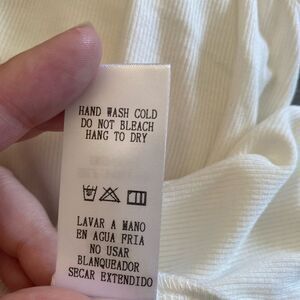 HAND WASH COLD
DO NOT BLEACH
HANG TO DRY
LAVAR A MANO
EN AGUA FRIA
NO USAR
BLANQUEADOR
SECAR EXTENDIDO